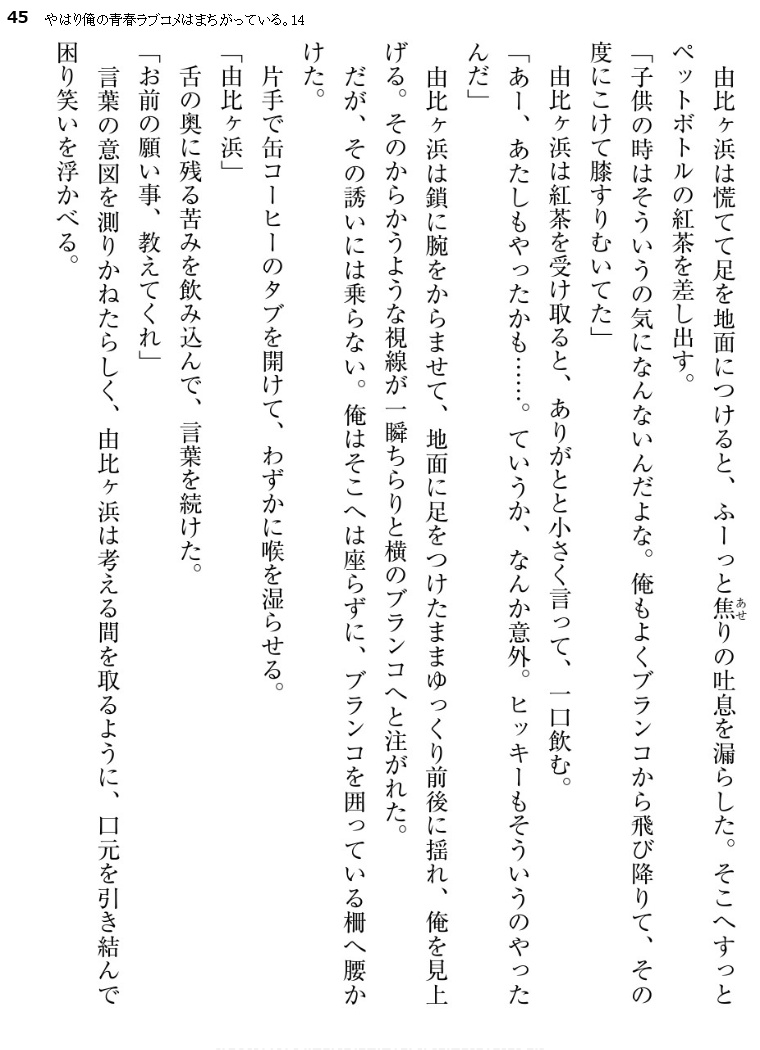 45 やはり俺の青春ラブコメはまちがっている。14
由比ヶ浜は慌てて足を地面につけると、ふーっと焦りの吐息を漏らした。そこへすっと
あせ
ペットボトルの紅茶を差し出す。
「子供の時はそういうの気になんないんだよな。俺もよくブランコから飛び降りて、その
度にこけて膝すりむいてた」
由比ヶ浜は紅茶を受け取ると、ありがとと小さく言って、一口飲む。
「あー、あたしもやったかも……。ていうか、なんか意外。ヒッキーもそういうのやった
んだ」
由比ヶ浜は鎖に腕をからませて、地面に足をつけたままゆっくり前後に揺れ、俺を見上
げる。そのからかうような視線が一瞬ちらりと横のブランコへと注がれた。
だが、その誘いには乗らない。俺はそこへは座らずに、ブランコを囲っている柵へ腰か
けた。
片手で缶コーヒーのタブを開けて、わずかに喉を湿らせる。
「由比ヶ浜」
舌の奥に残る苦みを飲み込んで、言葉を続けた。
「お前の願い事、教えてくれ」
言葉の意図を測りかねたらしく、由比ヶ浜は考える間を取るように、口元を引き結んで
困り笑いを浮かべる。